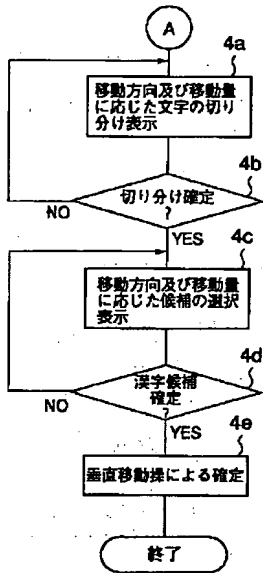 A
4a
移動方向及び移動量
に応じた文字の切り
分け表示
4b
切り分け確定
?
NO
YES
4c
移動方向及び移動量
に応じた候補の選択
表示
4d
漢字候補
確定
?
NO
YES
4e
垂直移動操による確定
終了